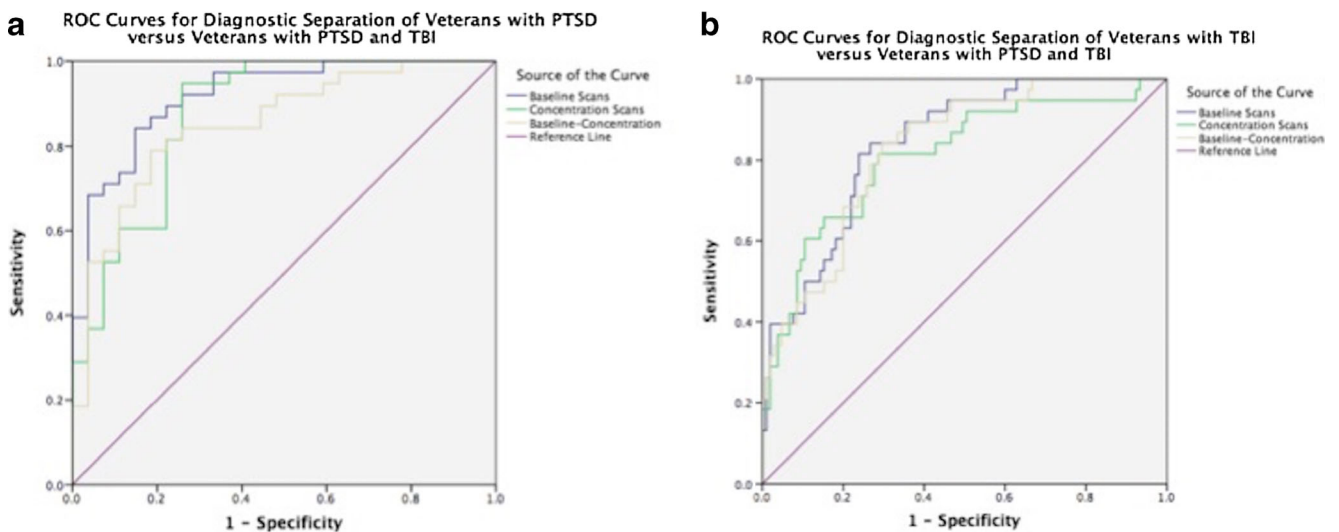 a
ROC Curves for Diagnostic Separation of Veterans with PTSD
versus Veterans with PTSD and TBI
Source of the Curve
Baseline Scans
Concentration Scans
Baseline-Concentration
Reference Line
Sensitivity
1.0
0.8
0.6
0.4
0.2
0.0
0.0 0.2 0.4 0.6 0.8 1.0
1 - Specificity
b
ROC Curves for Diagnostic Separation of Veterans with TBI
versus Veterans with PTSD and TBI
Source of the Curve
Baseline Scans
Concentration Scans
Baseline-Concentration
Reference Line
Sensitivity
1.0
0.8
0.6
0.4
0.2
0.0
0.0 0.2 0.4 0.6 0.8 1.0
1 - Specificity